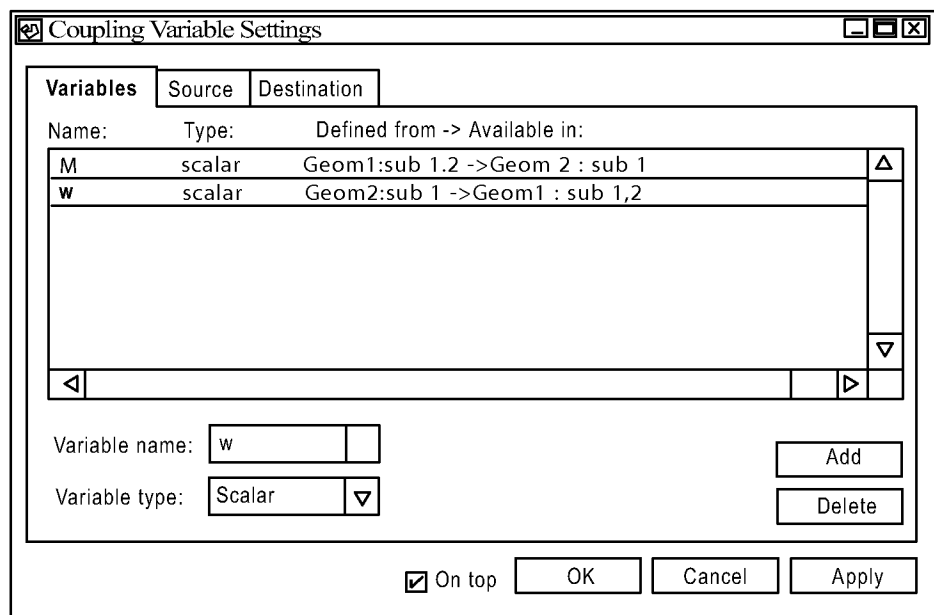 Coupling Variable Settings
Variables Source Destination
Name: Type: Defined from -> Available in:
M scalar Geom1:sub 1.2 ->Geom 2 : sub 1
w scalar Geom2:sub 1 ->Geom1 : sub 1,2
Variable name: w
Add
Variable type: Scalar
Delete
On top OK Cancel Apply